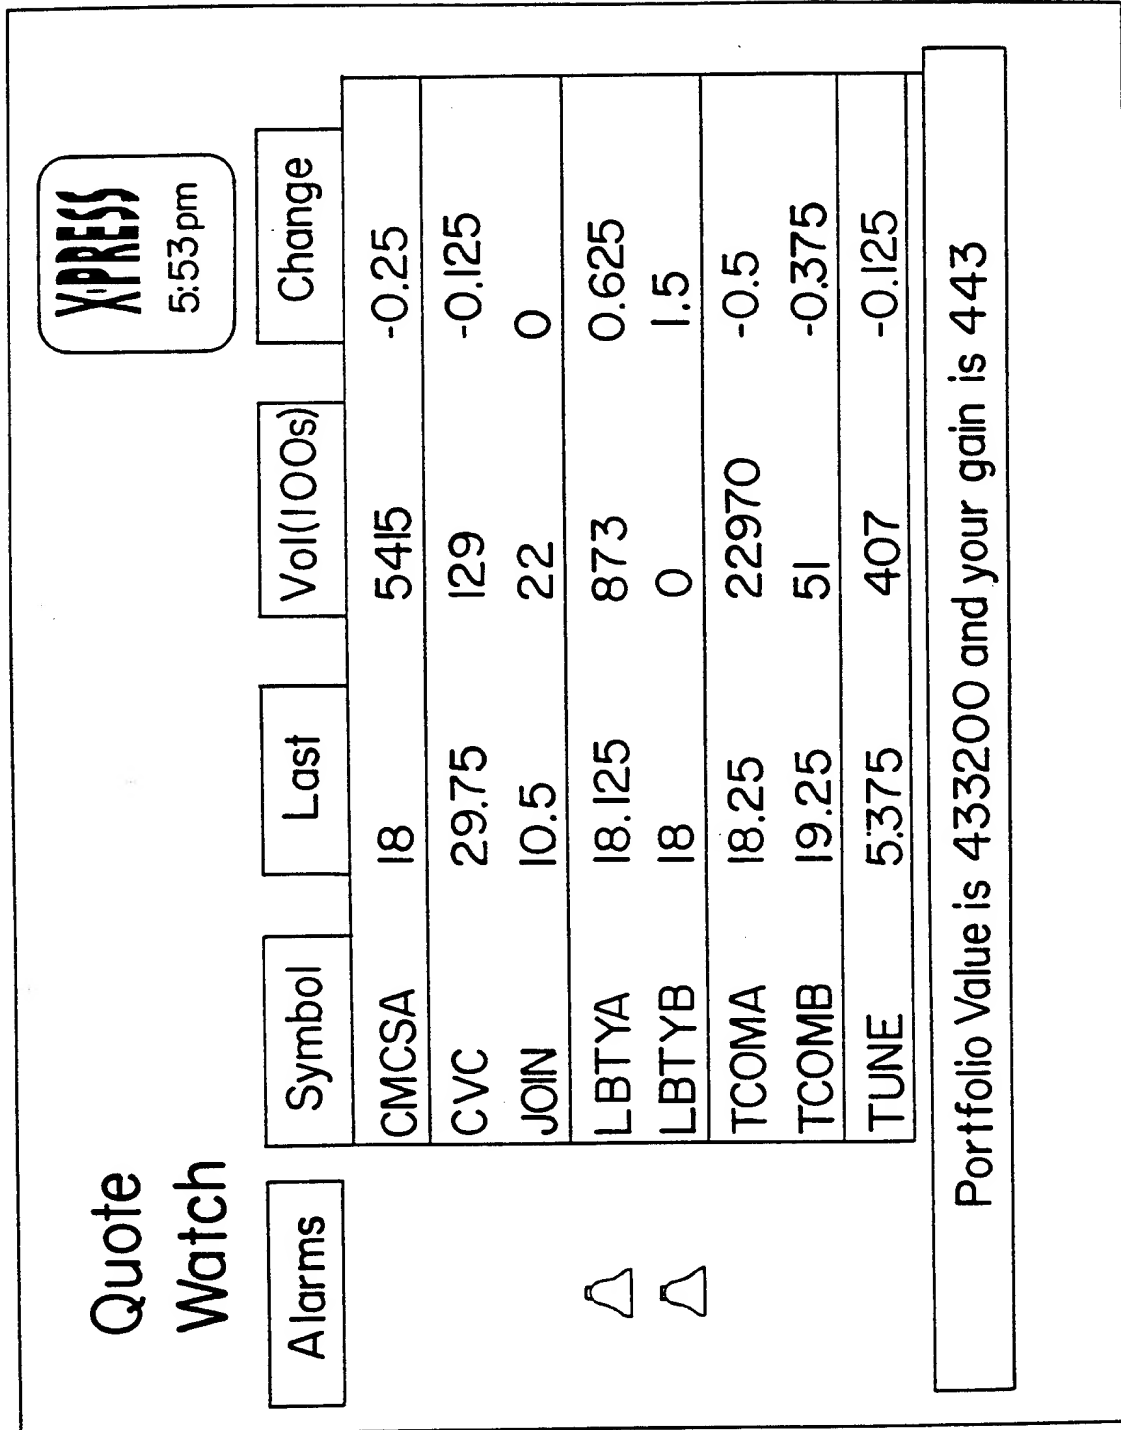 Quote
Watch
X·PRESS
5:53pm
Alarms Symbol Last Vol(100s) Change
CMCSA 18 5415 -0.25
CVC 29.75 129 -0.125
JOIN 10.5 22 0
LBTYA 18.125 873 0.625
LBTYB 18 0 1.5
TCOMA 18.25 22970 -0.5
TCOMB 19.25 51 -0.375
TUNE 5.375 407 -0.125
Portfolio Value is 433200 and your gain is 443